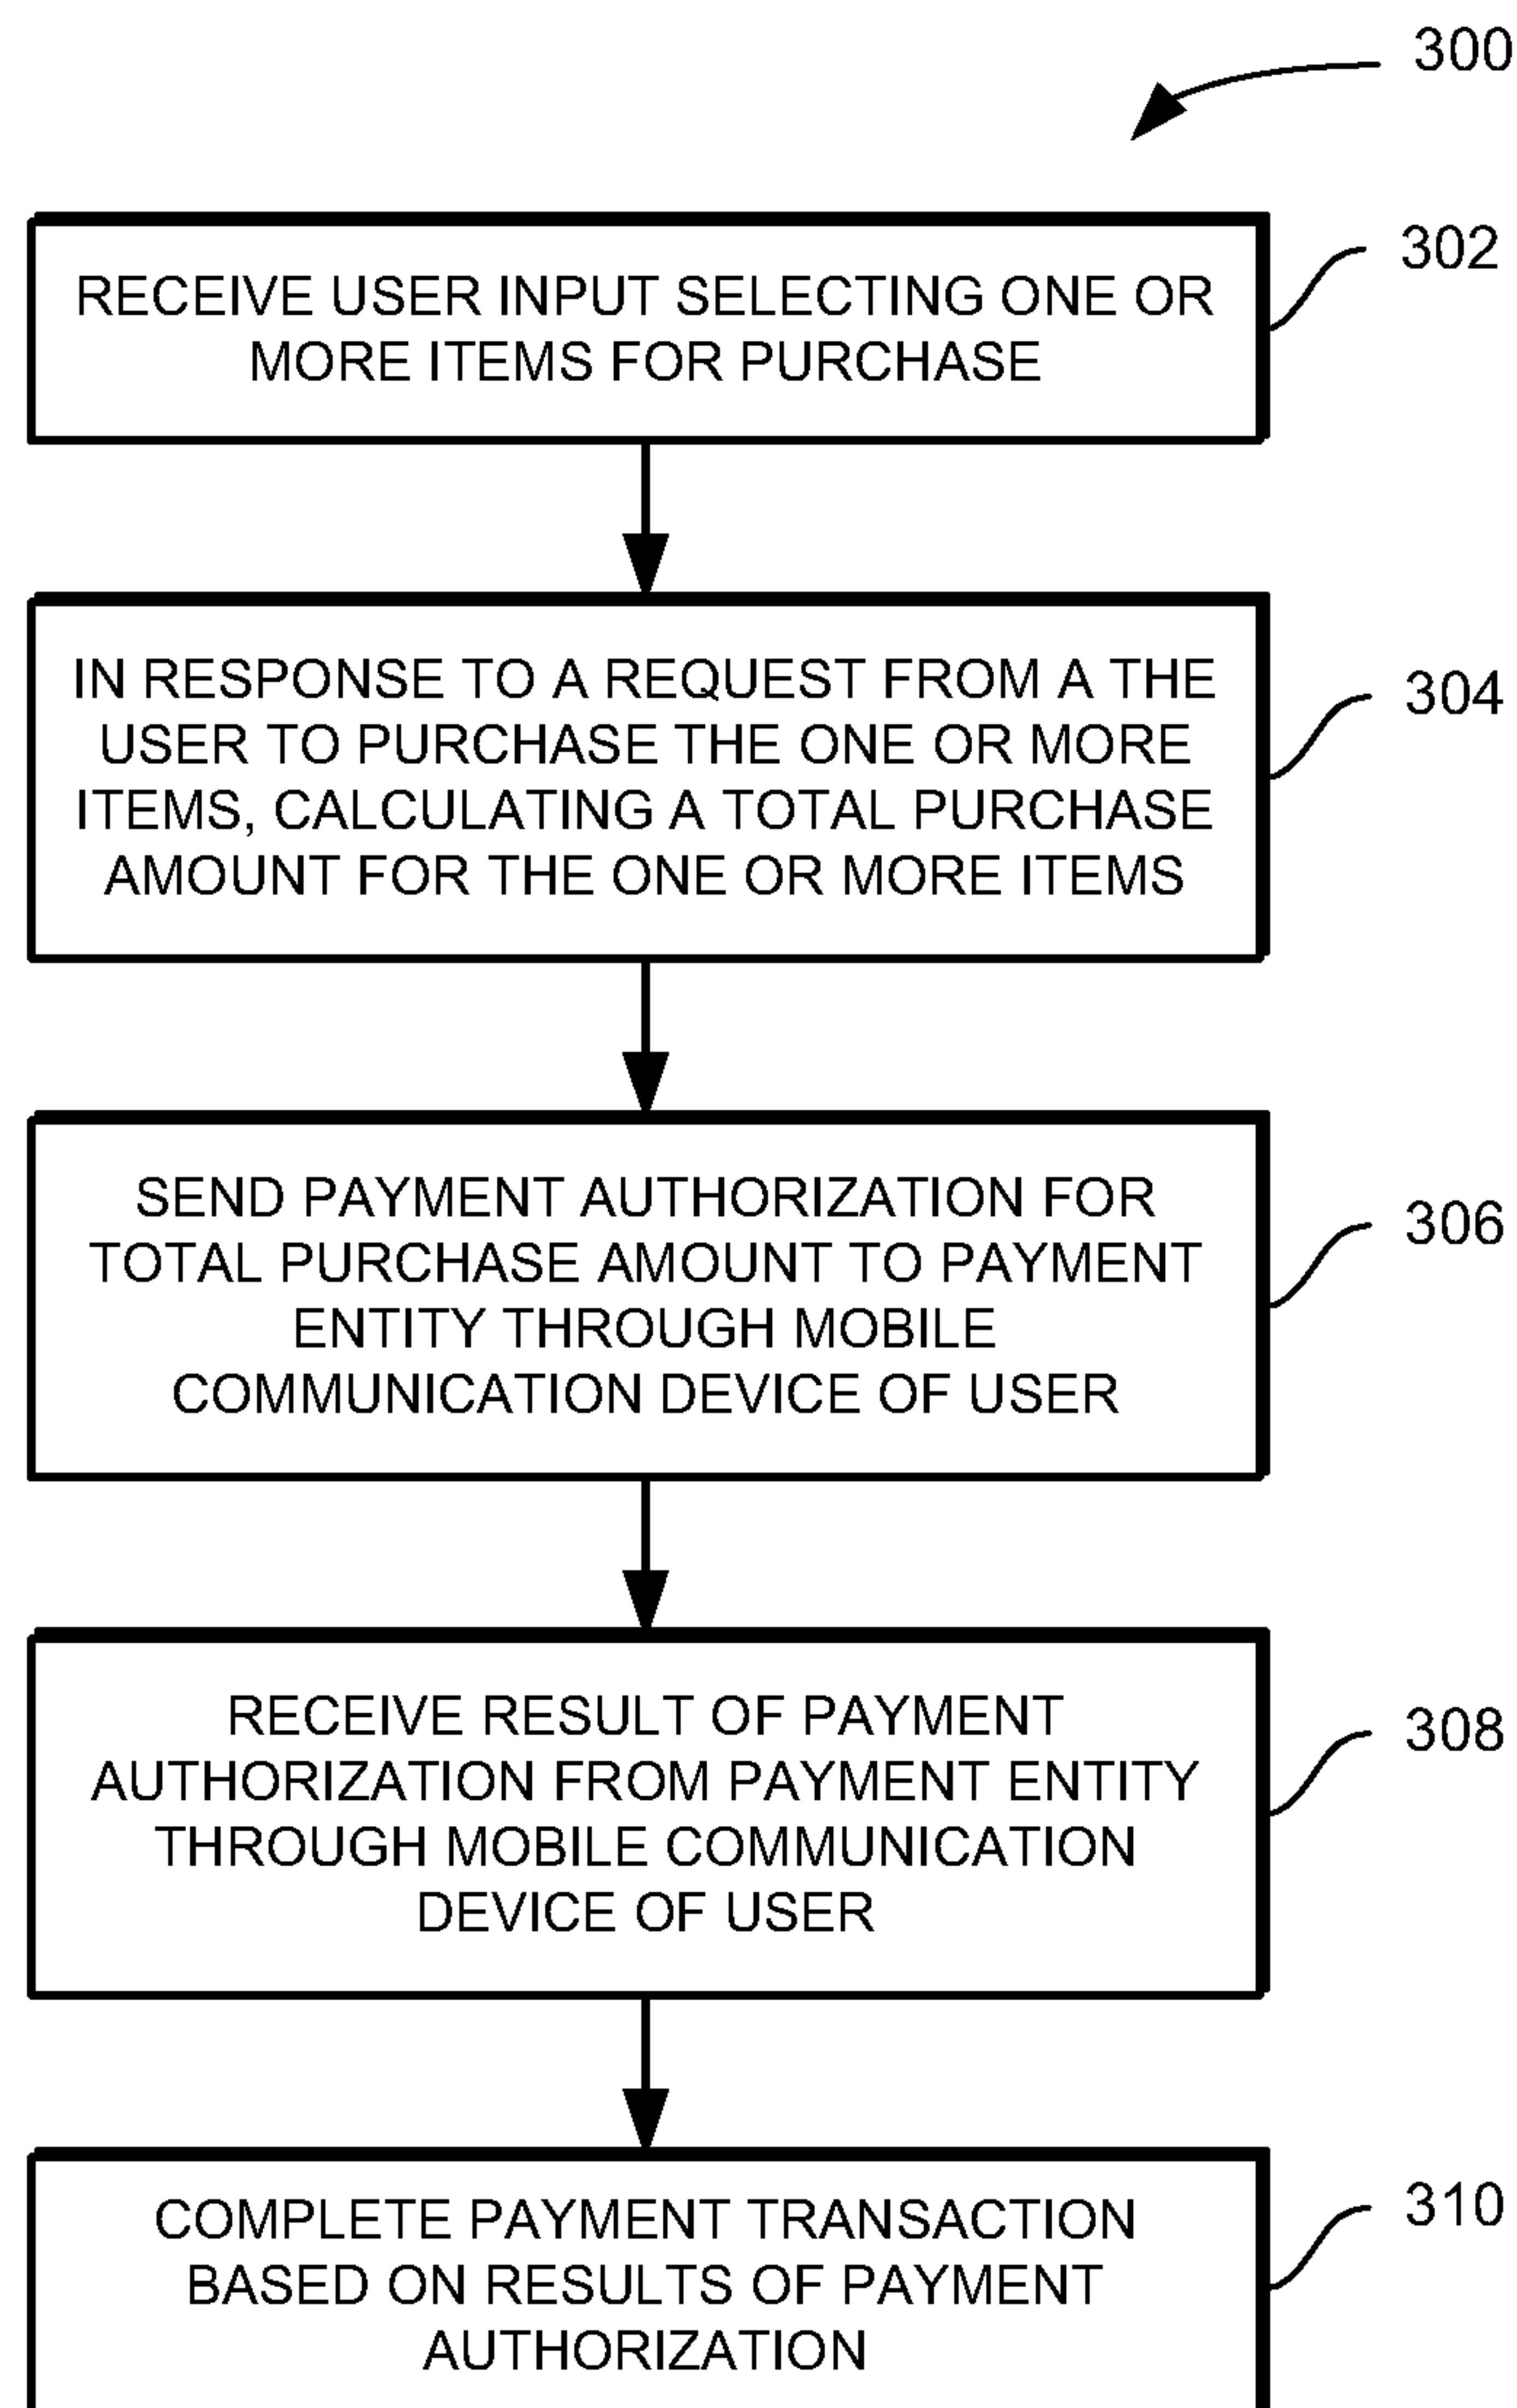 300
302
RECEIVE USER INPUT SELECTING ONE OR
MORE ITEMS FOR PURCHASE
304
IN RESPONSE TO A REQUEST FROM A THE
USER TO PURCHASE THE ONE OR MORE
ITEMS, CALCULATING A TOTAL PURCHASE
AMOUNT FOR THE ONE OR MORE ITEMS
306
SEND PAYMENT AUTHORIZATION FOR
TOTAL PURCHASE AMOUNT TO PAYMENT
ENTITY THROUGH MOBILE
COMMUNICATION DEVICE OF USER
308
RECEIVE RESULT OF PAYMENT
AUTHORIZATION FROM PAYMENT ENTITY
THROUGH MOBILE COMMUNICATION
DEVICE OF USER
310
COMPLETE PAYMENT TRANSACTION
BASED ON RESULTS OF PAYMENT
AUTHORIZATION